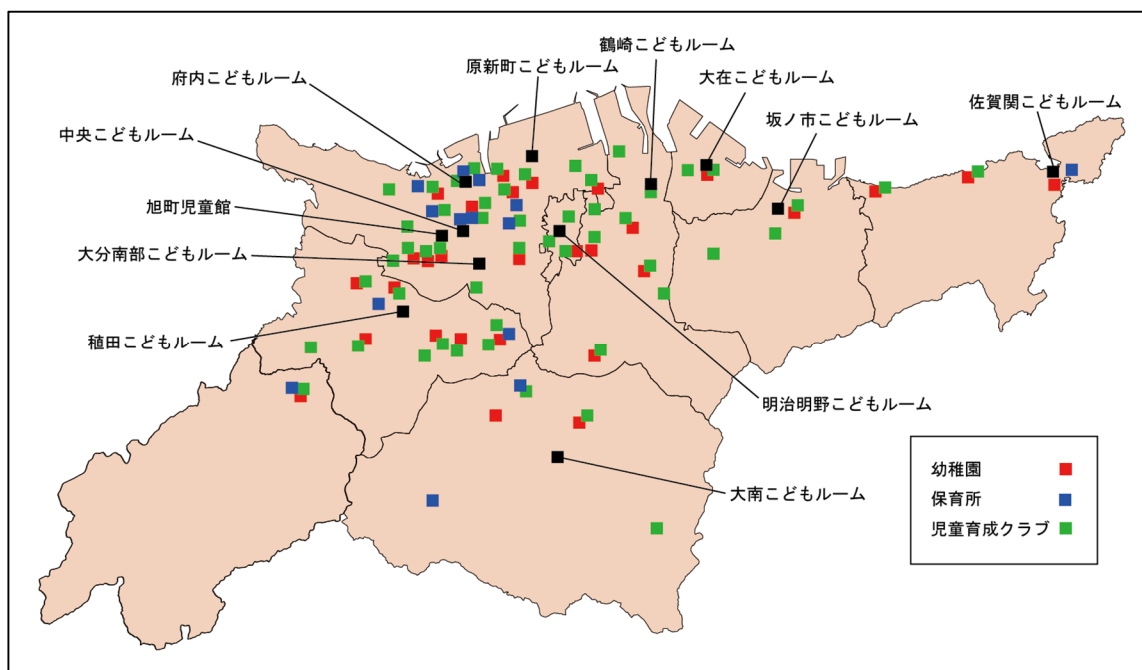 鶴崎こどもルーム
原新町こどもルーム
大在こどもルーム
府内こどもルーム
佐賀関こどもルーム
坂ノ市こどもルーム
中央こどもルーム
旭町児童館
大分南部こどもルーム
稙田こどもルーム
明治明野こどもルーム
大南こどもルーム
幼稚園
保育所
児童育成クラブ